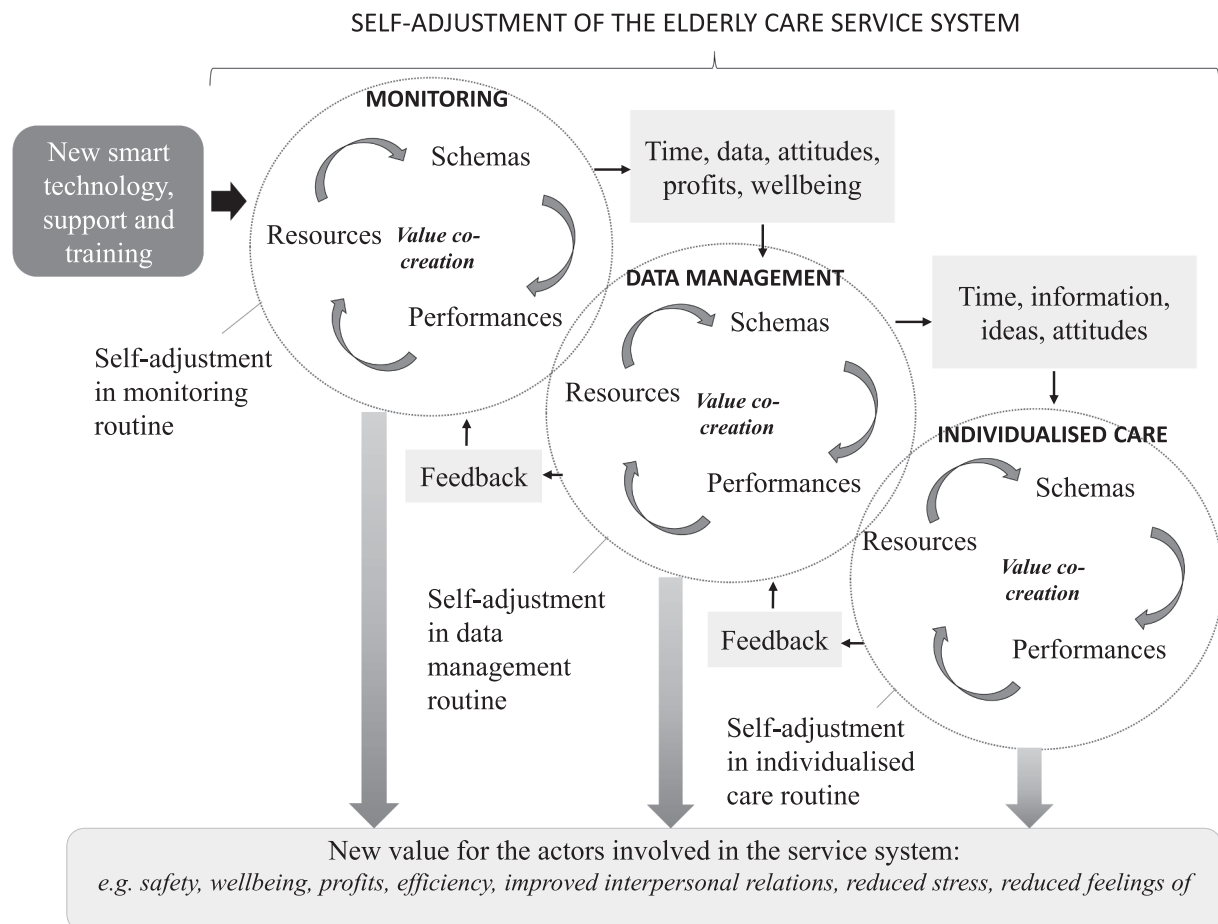 SELF-ADJUSTMENT OF THE ELDERLY CARE SERVICE SYSTEM
MONITORING
New smart
technology,
support and
training
Schemas
Resources
Value co-
creation
Performances
Time, data, attitudes,
profits, wellbeing
Self-adjustment
in monitoring
routine
DATA MANAGEMENT
Schemas
Resources
Value co-
creation
Performances
Time, information,
ideas, attitudes
Feedback
Self-adjustment
in data
management
routine
INDIVIDUALISED CARE
Schemas
Resources
Value co-
creation
Performances
Feedback
Self-adjustment
in individualised
care routine
New value for the actors involved in the service system:
e.g. safety, wellbeing, profits, efficiency, improved interpersonal relations, reduced stress, reduced feelings of